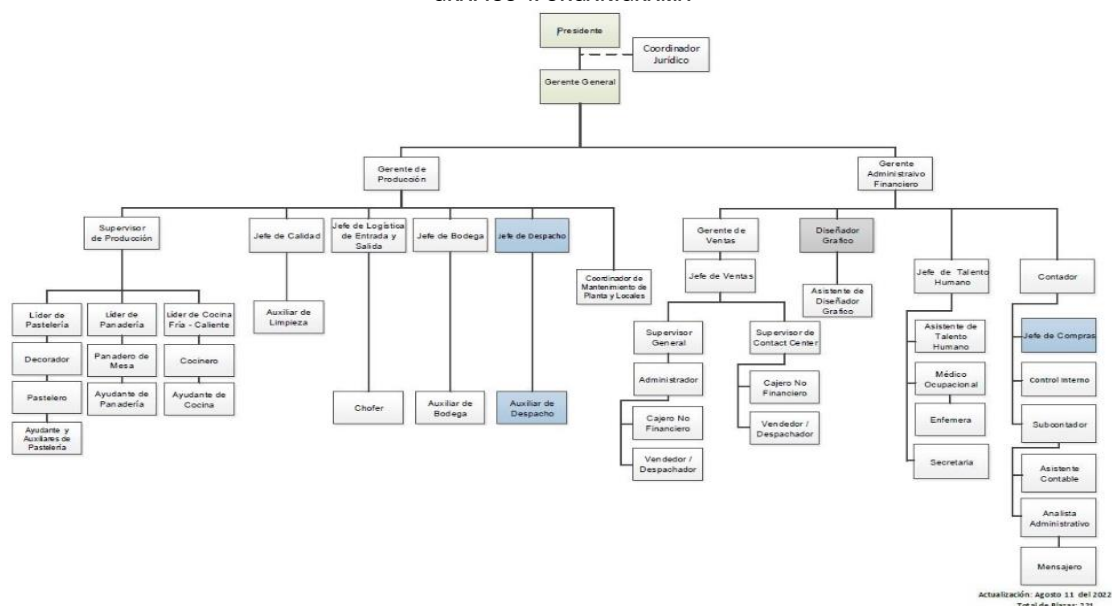 Presidente
Coordinador
Jurídico
Gerente General
Gerente de
Producción
Gerente
Administraivo
Financiero
Supervisor
de Producción
Jefe de Calidad
Jefe de Logística
de Entrada y
Salida
Jefe de Bodega
Jefe de Despacho
Coordinador de
Mantenimiento de
Planta y Locales
Gerente de
Ventas
Diseñador
Grafico
Jefe de Ventas
Asistente de
Diseñador
Grafico
Jefe de Talento
Humano
Contador
Líder de
Pastelería
Líder de
Panadería
Líder de Cocina
Fría - Caliente
Auxiliar de
Limpieza
Decorador
Panadero de
Mesa
Cocinero
Pastelero
Ayudante de
Panadería
Ayudante de
Cocina
Ayudante y
Auxiliares de
Pastelería
Chofer
Auxiliar de
Bodega
Auxiliar de
Despacho
Supervisor
General
Supervisor de
Contact Center
Administrador
Cajero No
Financiero
Vendedor /
Despachador
Cajero No
Financiero
Vendedor /
Despachador
Asistente de
Talento
Humano
Médico
Ocupacional
Enfermera
Secretaria
Jefe de Compras
Control Interno
Subcontador
Asistente
Contable
Analista
Administrativo
Mensajero
Actualización: Agosto 11 del 2022